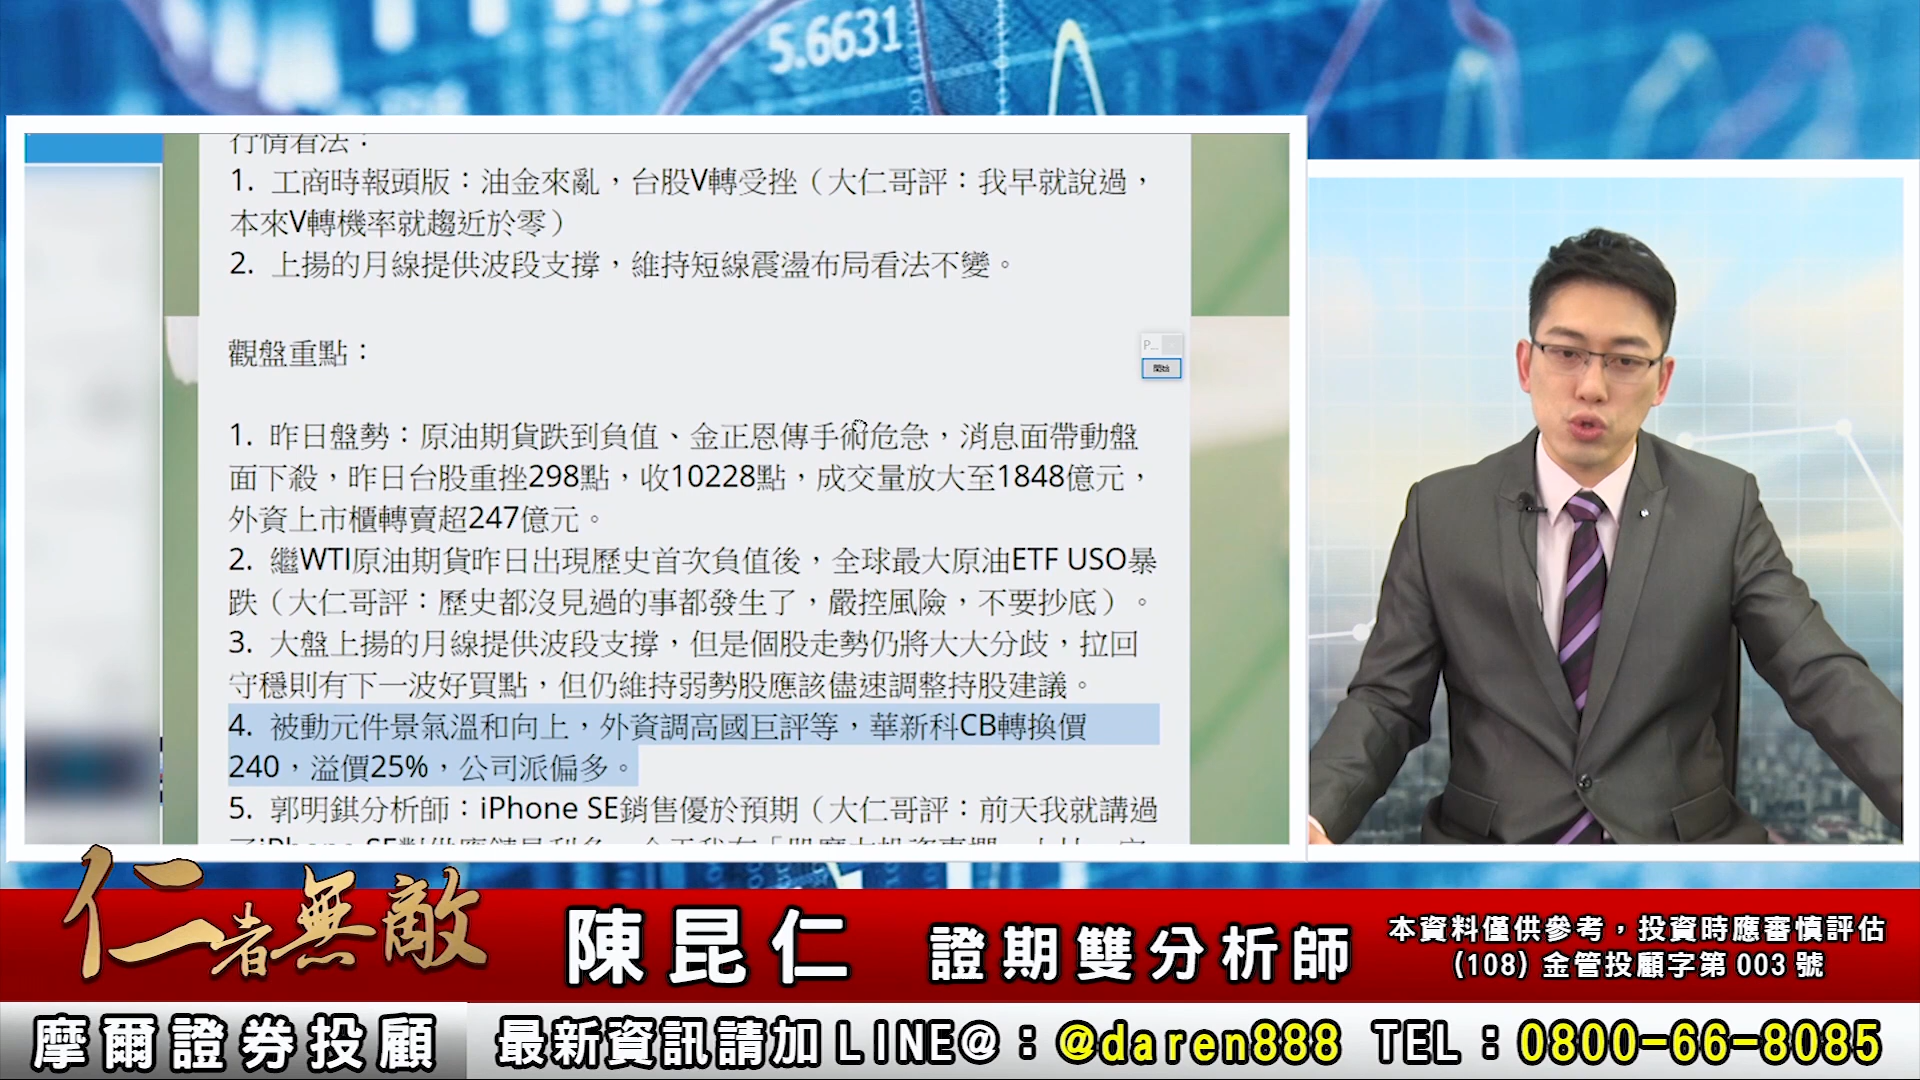 5.6631
行情看法：
1. 工商時報頭版：油金來亂，台股V轉受挫（大仁哥評：我早就說過，
本來V轉機率就趨近於零）
2. 上揚的月線提供波段支撐，維持短線震盪布局看法不變。
觀盤重點：
P...
開始
1. 昨日盤勢：原油期貨跌到負值、金正恩傳手術危急，消息面帶動盤
面下殺，昨日台股重挫298點，收10228點，成交量放大至1848億元，
外資上市櫃轉賣超247億元。
2. 繼WTI原油期貨昨日出現歷史首次負值後，全球最大原油ETF USO暴
跌（大仁哥評：歷史都沒見過的事都發生了，嚴控風險，不要抄底）。
3. 大盤上揚的月線提供波段支撐，但是個股走勢仍將大大分歧，拉回
守穩則有下一波好買點，但仍維持弱勢股應該儘速調整持股建議。
4. 被動元件景氣溫和向上，外資調高國巨評等，華新科CB轉換價
240，溢價25%，公司派偏多。
5. 郭明錤分析師：iPhone SE銷售優於預期（大仁哥評：前天我就講過
仁者無敵
陳昆仁
證期雙分析師
本資料僅供參考，投資時應審慎評估
(108) 金管投顧字第 003 號
摩爾證券投顧
最新資訊請加LINE@：@daren888 TEL：0800-66-8085